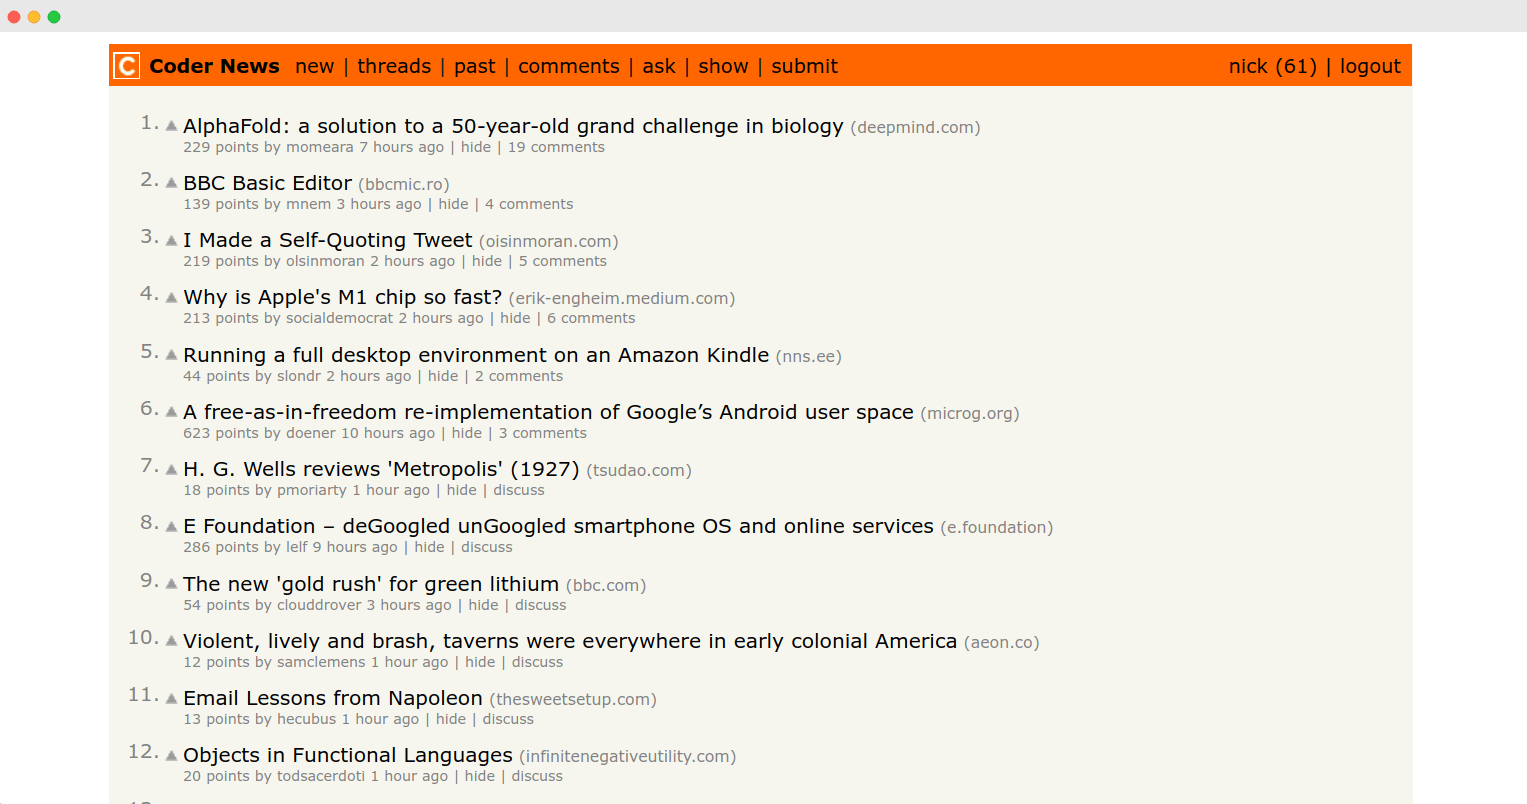 C Coder News new | threads | past | comments | ask | show | submit nick (61) | logout
1. AlphaFold: a solution to a 50-year-old grand challenge in biology (deepmind.com)
229 points by momeara 7 hours ago | hide | 19 comments
2. BBC Basic Editor (bbcmic.ro)
139 points by mnem 3 hours ago | hide | 4 comments
3. I Made a Self-Quoting Tweet (oisinmoran.com)
219 points by olsinmoran 2 hours ago | hide | 5 comments
4. Why is Apple's M1 chip so fast? (erik-engheim.medium.com)
213 points by socialdemocrat 2 hours ago | hide | 6 comments
5. Running a full desktop environment on an Amazon Kindle (nns.ee)
44 points by slondr 2 hours ago | hide | 2 comments
6. A free-as-in-freedom re-implementation of Google’s Android user space (microg.org)
623 points by doener 10 hours ago | hide | 3 comments
7. H. G. Wells reviews 'Metropolis' (1927) (tsudao.com)
18 points by pmoriarty 1 hour ago | hide | discuss
8. E Foundation – deGoogled unGoogled smartphone OS and online services (e.foundation)
286 points by lelf 9 hours ago | hide | discuss
9. The new 'gold rush' for green lithium (bbc.com)
54 points by clouddrover 3 hours ago | hide | discuss
10. Violent, lively and brash, taverns were everywhere in early colonial America (aeon.co)
12 points by samclemens 1 hour ago | hide | discuss
11. Email Lessons from Napoleon (thesweetsetup.com)
13 points by hecubus 1 hour ago | hide | discuss
12. Objects in Functional Languages (infinitenegativeutility.com)
20 points by todsacerdoti 1 hour ago | hide | discuss